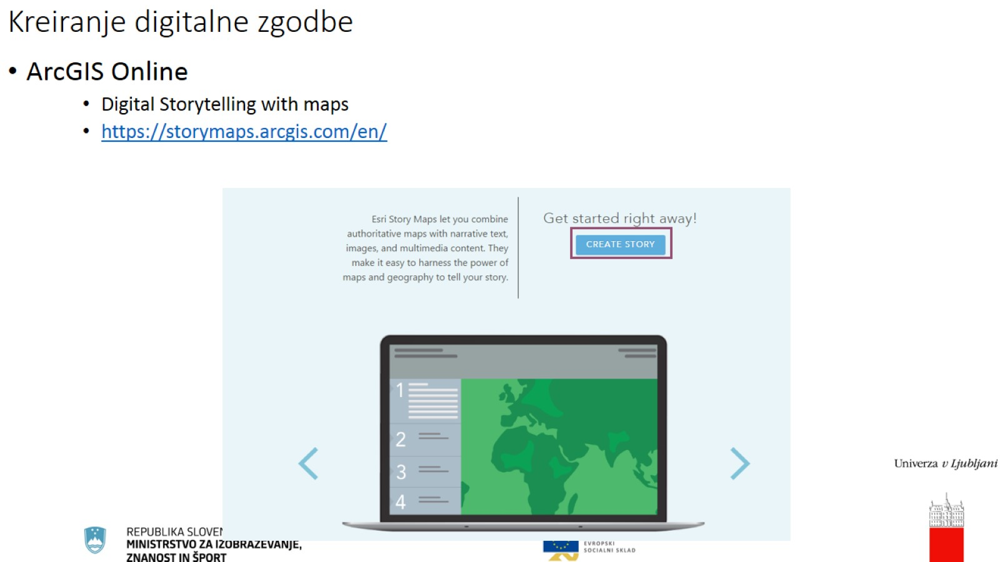 Kreiranje digitalne zgodbe
• ArcGIS Online
• Digital Storytelling with maps
• https://storymaps.arcgis.com/en/
Esri Story Maps let you combine
authoritative maps with narrative text,
images, and multimedia content. They
make it easy to harness the power of
maps and geography to tell your story.
Get started right away!
CREATE STORY
1
2
3
4
Univerza v Ljubljani
REPUBLIKA SLOVEN
MINISTRSTVO ZA IZOBRAŽEVANJE,
ZNANOST IN ŠPORT
EVROPSKI
SOCIALNI SKLAD